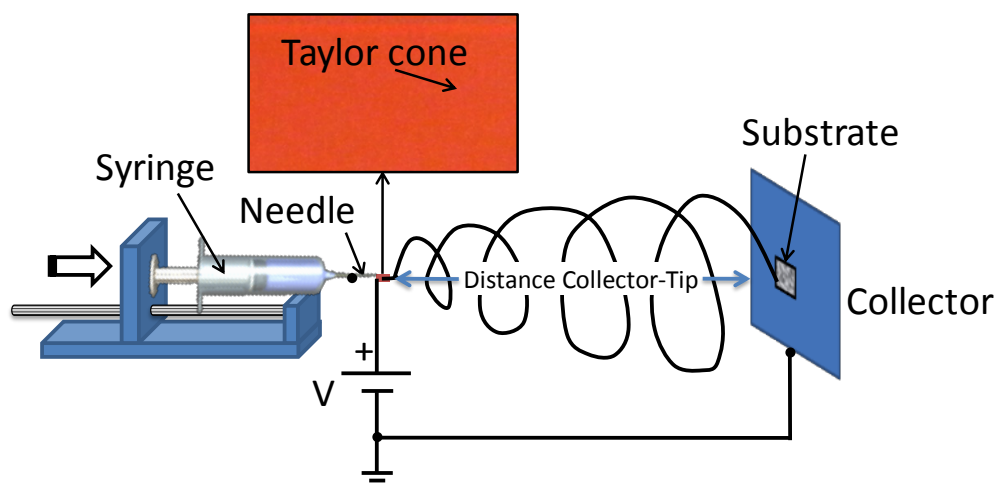 Taylor cone
Substrate
Syringe
Needle
Distance Collector-Tip
Collector
+
V